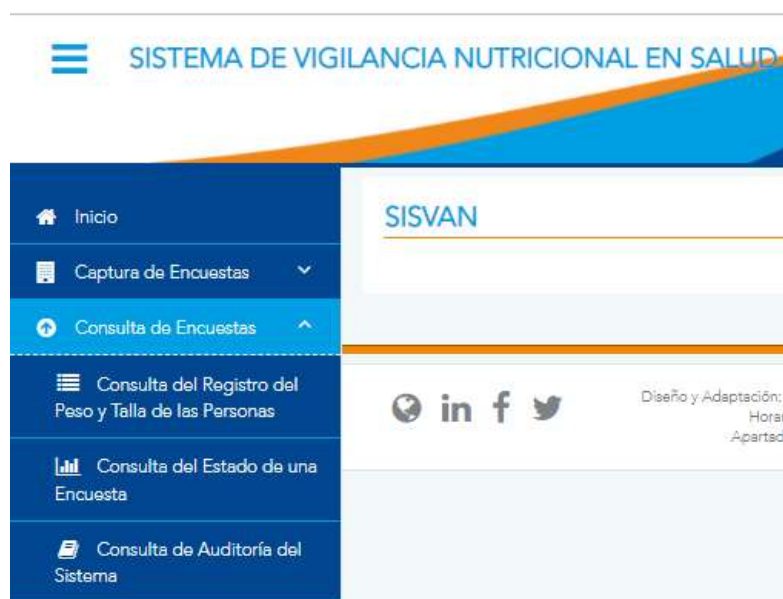 SISTEMA DE VIGILANCIA NUTRICIONAL EN SALUD
Inicio
Captura de Encuestas
Consulta de Encuestas
Consulta del Registro del
Peso y Talla de las Personas
Consulta del Estado de una
Encuesta
Consulta de Auditoría del
Sistema
SISVAN
Diseño y Adaptación: